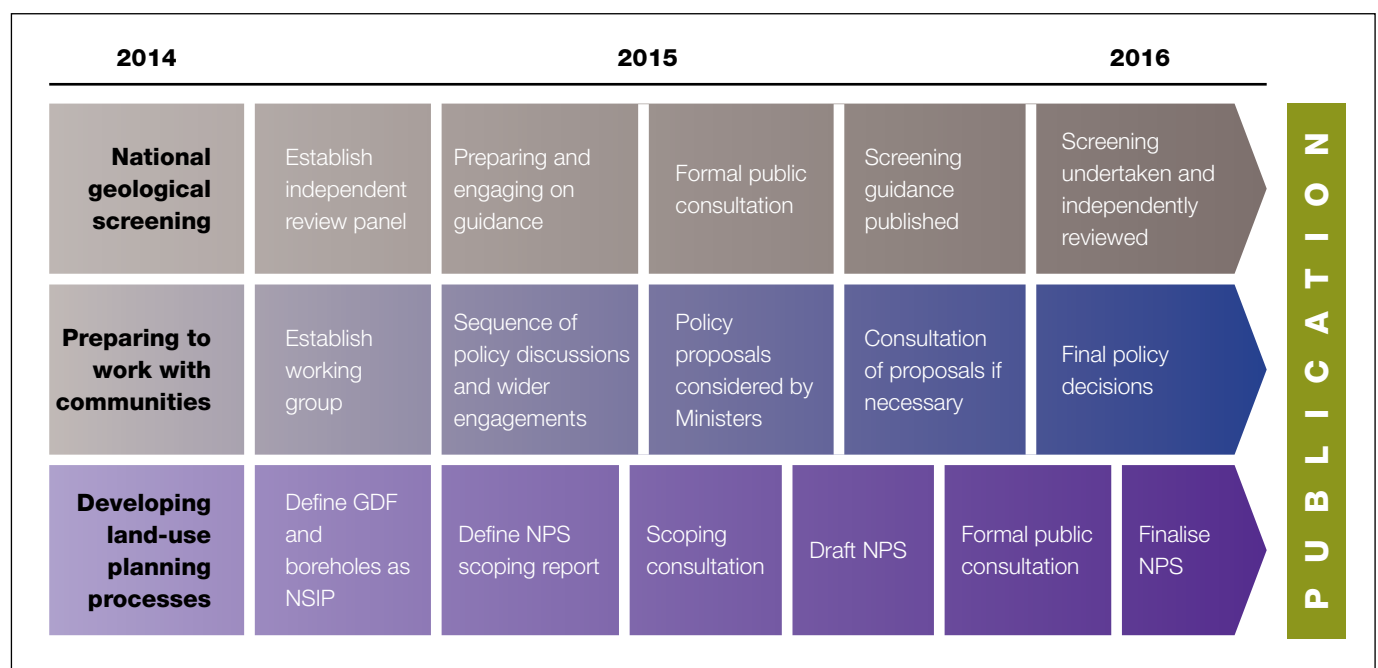 2014 2015 2016
National
geological
screening
Establish
independent
review panel
Preparing and
engaging on
guidance
Formal public
consultation
Screening
guidance
published
Screening
undertaken and
independently
reviewed
Preparing to
work with
communities
Establish
working
group
Sequence of
policy discussions
and wider
engagements
Policy
proposals
considered by
Ministers
Consultation
of proposals if
necessary
Final policy
decisions
Developing
land-use
planning
processes
Define GDF
and
boreholes as
NSIP
Define NPS
scoping report
Scoping
consultation
Draft NPS
Formal public
consultation
Finalise
NPS
PUBLICATION